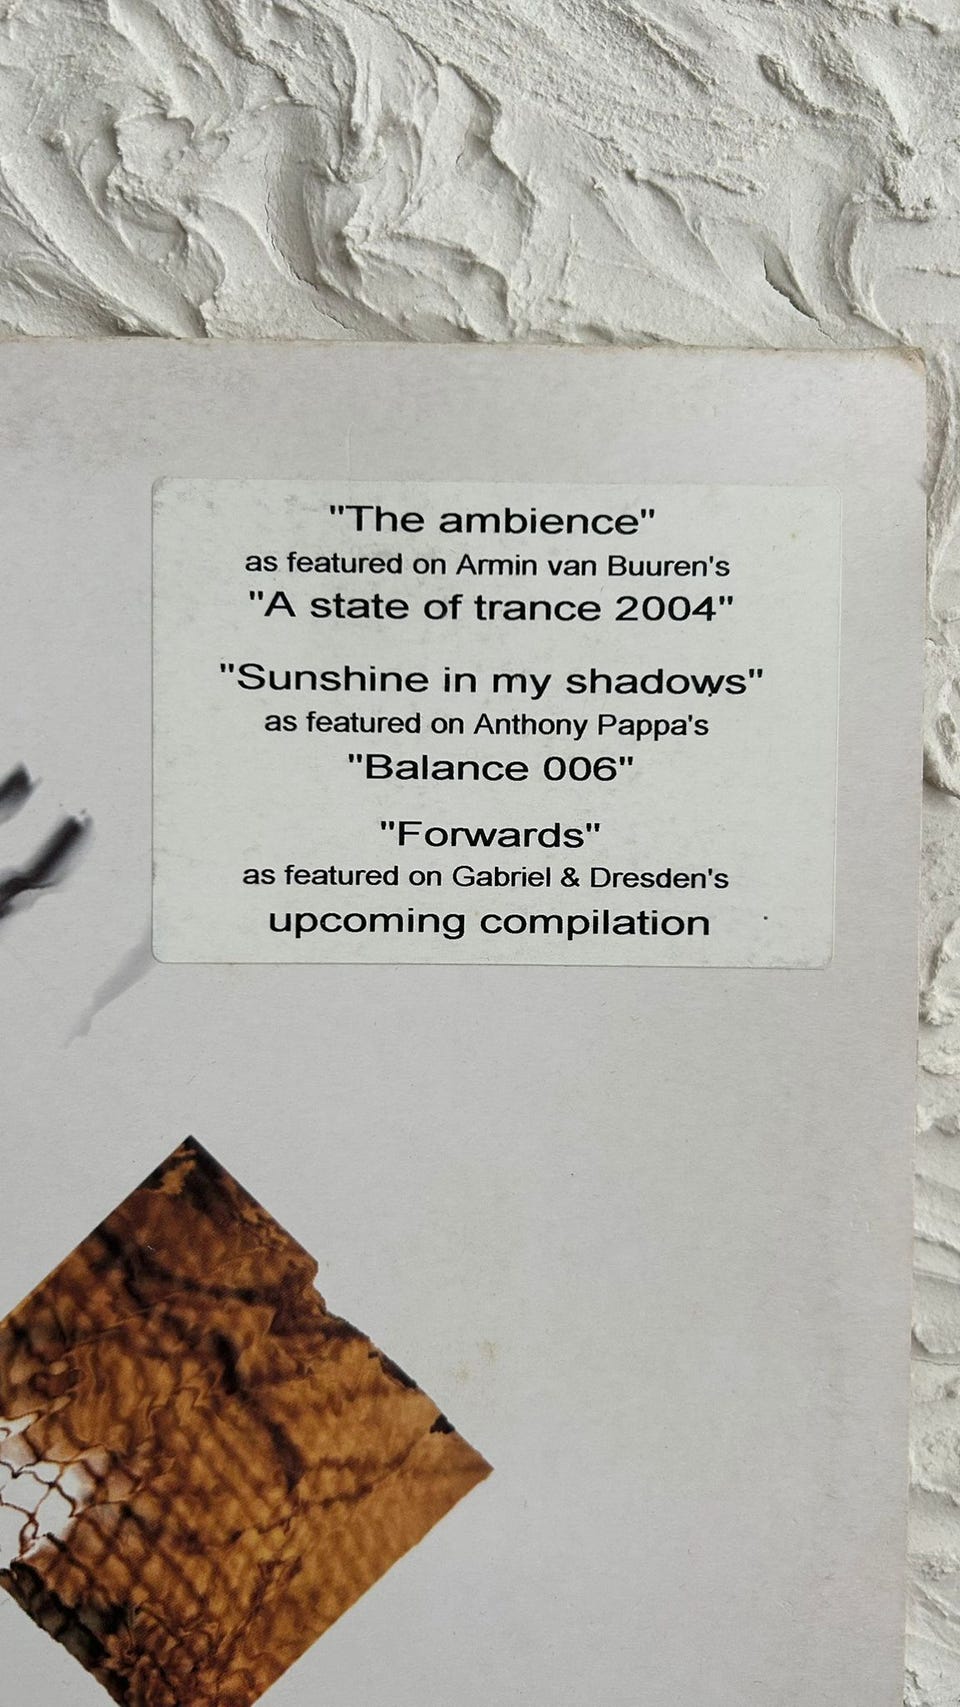 "The ambience"
as featured on Armin van Buuren's
"A state of trance 2004"
"Sunshine in my shadows"
as featured on Anthony Pappa's
"Balance 006"
"Forwards"
as featured on Gabriel & Dresden's
upcoming compilation